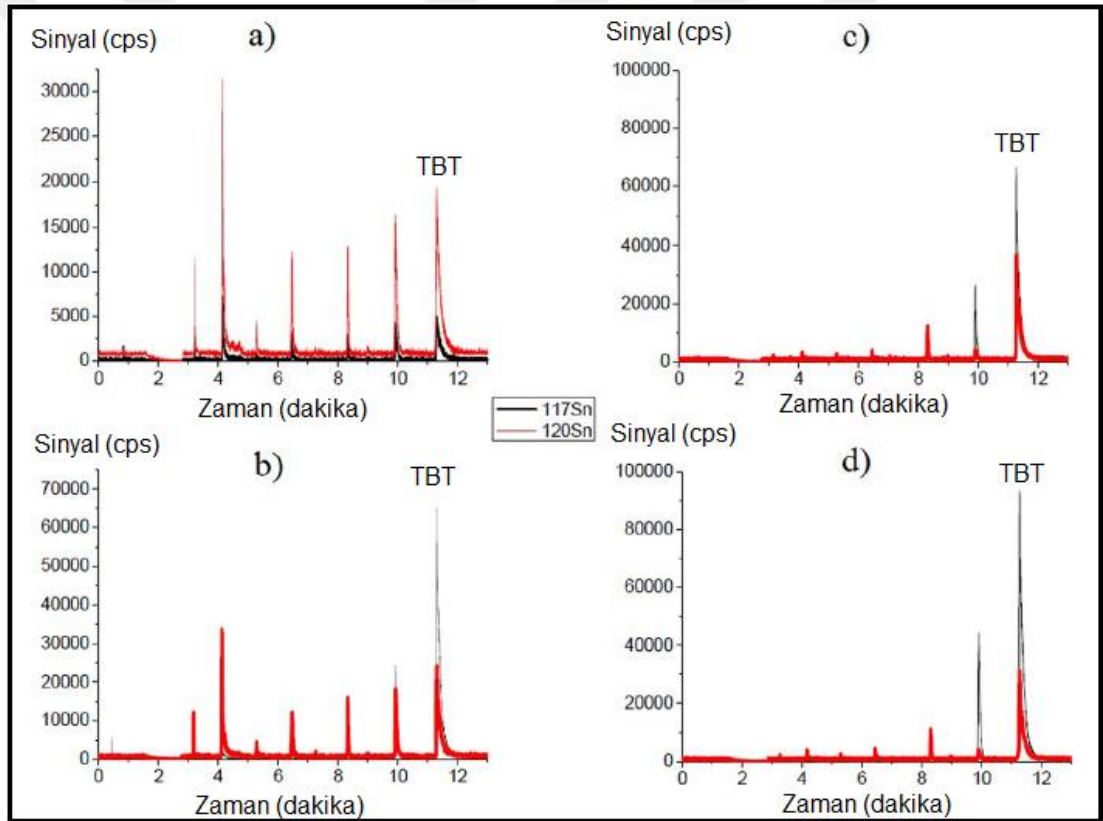 a)
Sinyal (cps)
30000
25000
20000
15000
10000
5000
0
TBT
0 2 4 6 8 10 12
Zaman (dakika)
c)
Sinyal (cps)
100000
80000
60000
40000
20000
0
TBT
0 2 4 6 8 10 12
Zaman (dakika)
117Sn
120Sn
b)
Sinyal (cps)
70000
60000
50000
40000
30000
20000
10000
0
TBT
0 2 4 6 8 10 12
Zaman (dakika)
d)
Sinyal (cps)
100000
80000
60000
40000
20000
0
TBT
0 2 4 6 8 10 12
Zaman (dakika)